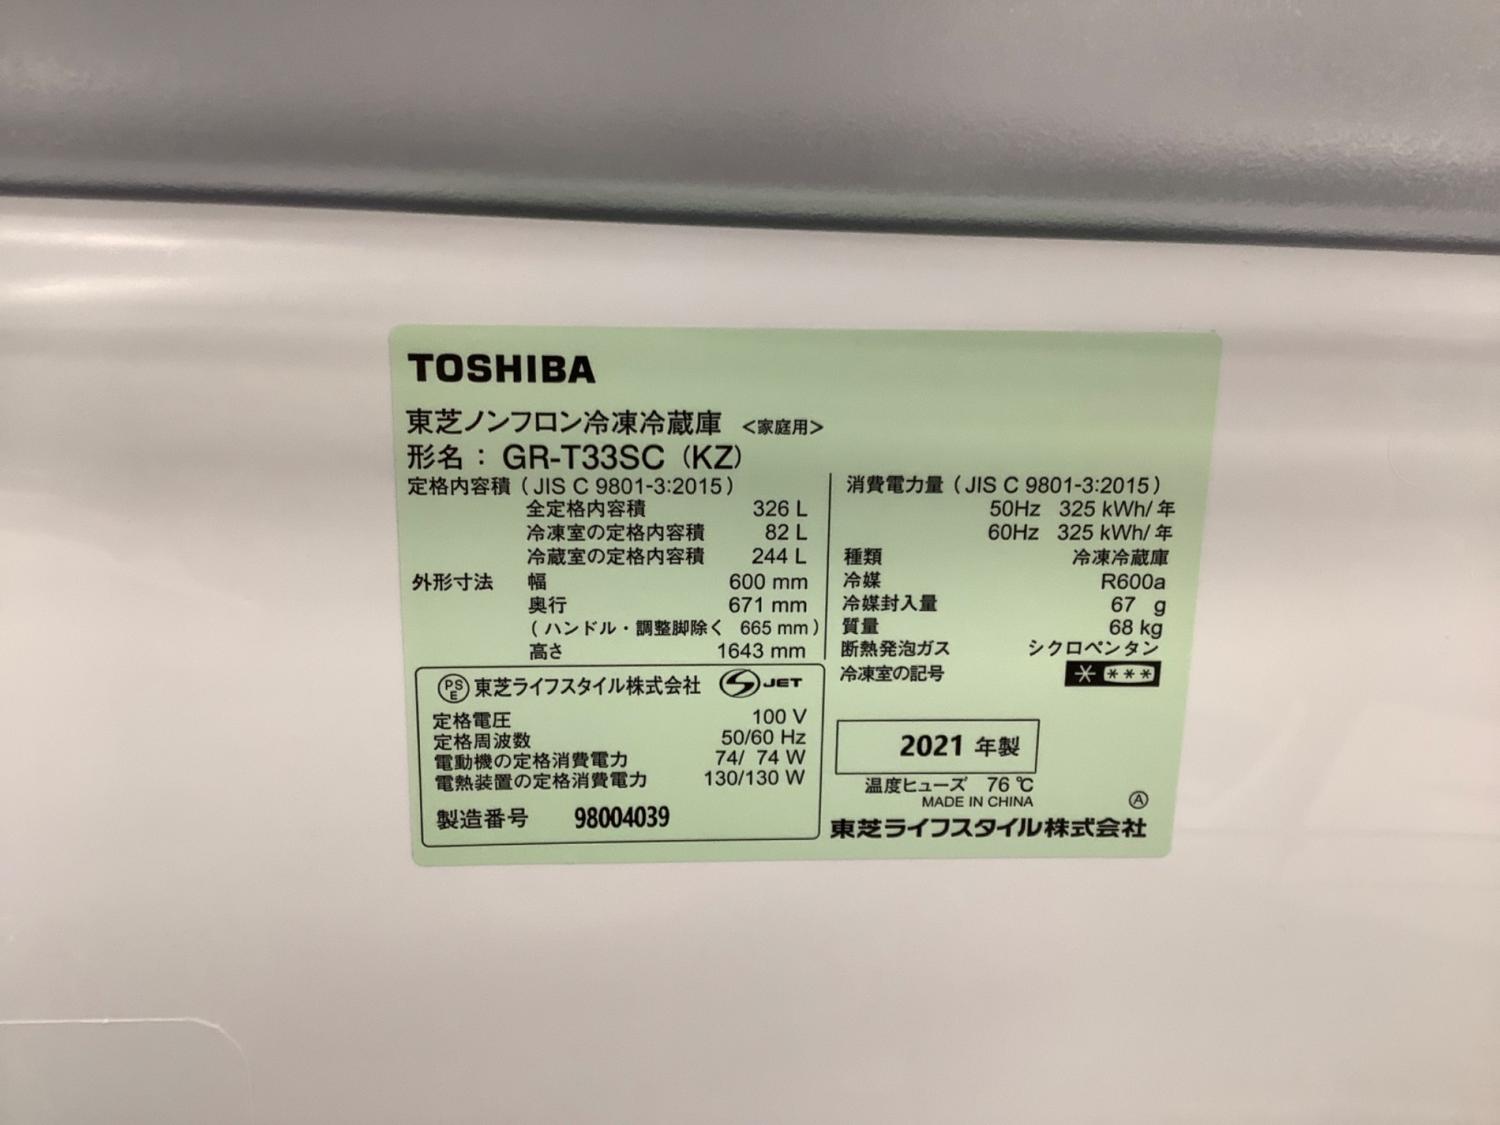 TOSHIBA
東芝ノンフロン冷凍冷蔵庫 <家庭用>
形名： GR-T33SC (KZ)
定格内容積 ( JIS C 9801-3:2015 )
全定格内容積 326 L
冷凍室の定格内容積 82 L
冷蔵室の定格内容積 244 L
外形寸法 幅 600 mm
奥行 671 mm
( ハンドル・調整脚除く 665 mm )
高さ 1643 mm
PSE 東芝ライフスタイル株式会社 S JET
定格電圧 100 V
定格周波数 50/60 Hz
電動機の定格消費電力 74/ 74 W
電熱装置の定格消費電力 130/130 W
製造番号 98004039
消費電力量 ( JIS C 9801-3:2015 )
50Hz 325 kWh/年
60Hz 325 kWh/年
種類 冷凍冷蔵庫
冷媒 R600a
冷媒封入量 67 g
質量 68 kg
断熱発泡ガス シクロペンタン
冷凍室の記号 * ***
2021 年製
温度ヒューズ 76 ℃
MADE IN CHINA Ⓐ
東芝ライフスタイル株式会社